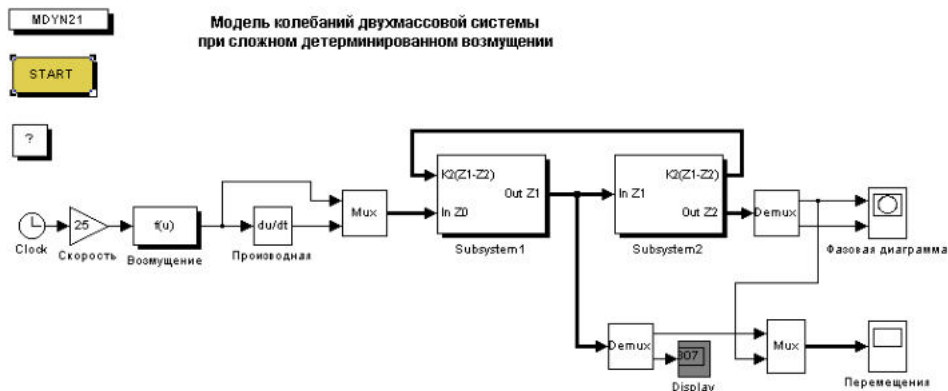 MDYN21
Модель колебаний двухмассовой системы
при сложном детерминированном возмущении
START
?
K2(Z1-Z2)
Out Z1
In Z0
Subsystem1
K2(Z1-Z2)
In Z1
Out Z2
Subsystem2
Clock
25
Скорость
f(u)
Возмущение
du/dt
Производная
Mux
Demux
Фазовая диаграмма
Demux
307
Display
Mux
Перемещения